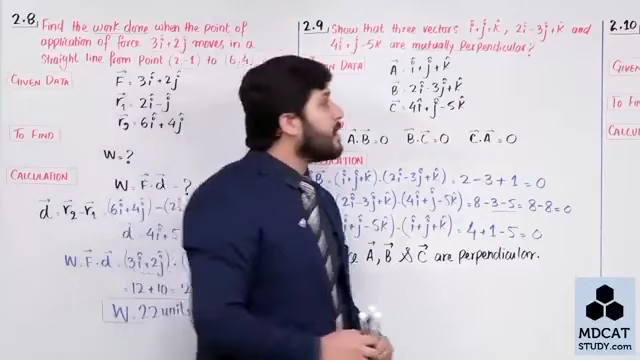 2.8 Find the work done when the point of
application of force 3î+2ĵ moves in a
straight line from point (2,-1) to (6,4).
GIVEN DATA
F⃗ = 3î+2ĵ
r⃗₁ = 2î-ĵ
r⃗₂ = 6î+4ĵ
TO FIND
W=?
CALCULATION
W = F⃗.d⃗ - ?
d⃗ = r⃗₂-r⃗₁ = (6î+4ĵ)-(2
d = 4î+5
W = F⃗.d⃗ = (3î+2ĵ).(
= 12+10 =
W = 22 unit
2.9 Show that three vectors î+ĵ+k̂, 2î-3ĵ+k̂ and
4î+ĵ-5k̂ are mutually Perpendicular?
DATA
A⃗ = î+ĵ+k̂
B⃗ = 2î-3ĵ+k̂
C⃗ = 4î+ĵ-5k̂
A⃗.B⃗=0 B⃗.C⃗=0 C⃗.A⃗=0
B⃗ = (î+ĵ+k̂).(2î-3ĵ+k̂) = 2-3+1=0
(2î-3ĵ+k̂).(4î+ĵ-5k̂) = 8-3-5 = 8-8=0
î+ĵ-5k̂).(î+ĵ+k̂) = 4+1-5=0
A⃗, B⃗ & C⃗ are perpendicular.
2.10
GIVEN
TO FIND
CALCU
MDCAT
STUDY.com